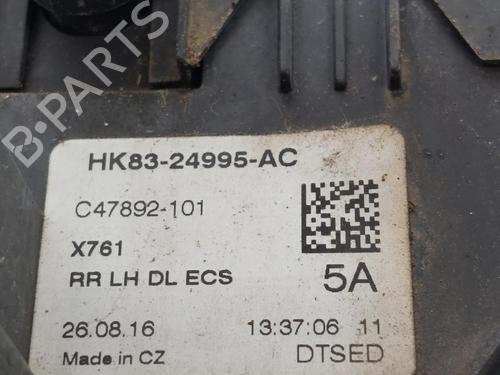 B-PARTS
HK83-24995-AC
C47892-101
X761
RR LH DL ECS
5A
26.08.16 13:37:06 11
Made in CZ DTSED